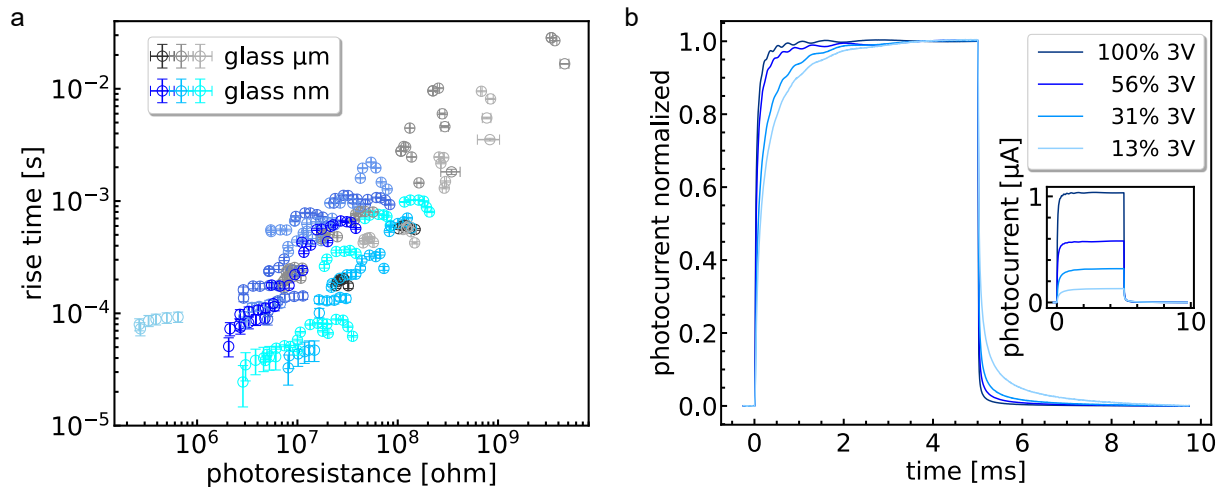 a
rise time [s]
10⁻²
10⁻³
10⁻⁴
10⁻⁵
glass μm
glass nm
10⁶ 10⁷ 10⁸ 10⁹
photoresistance [ohm]
b
photocurrent normalized
1.0
0.8
0.6
0.4
0.2
0.0
100% 3V
56% 3V
31% 3V
13% 3V
photocurrent [μA]
1
0
0 10
0 2 4 6 8 10
time [ms]